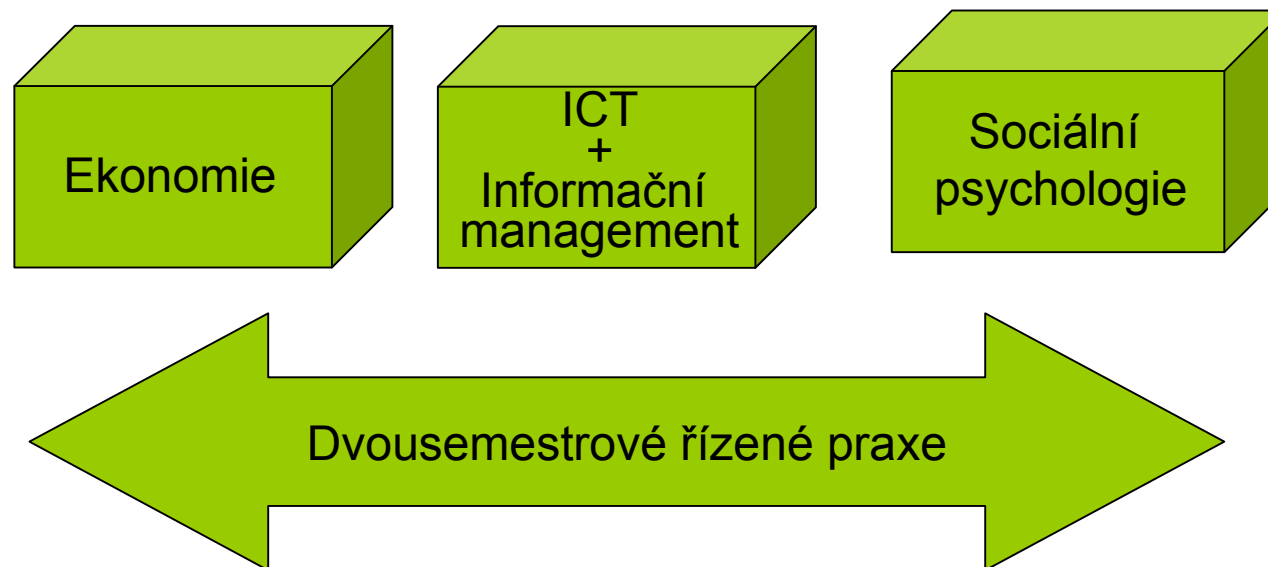 Ekonomie
ICT
+
Informační
management
Sociální
psychologie
Dvousemestrové řízené praxe